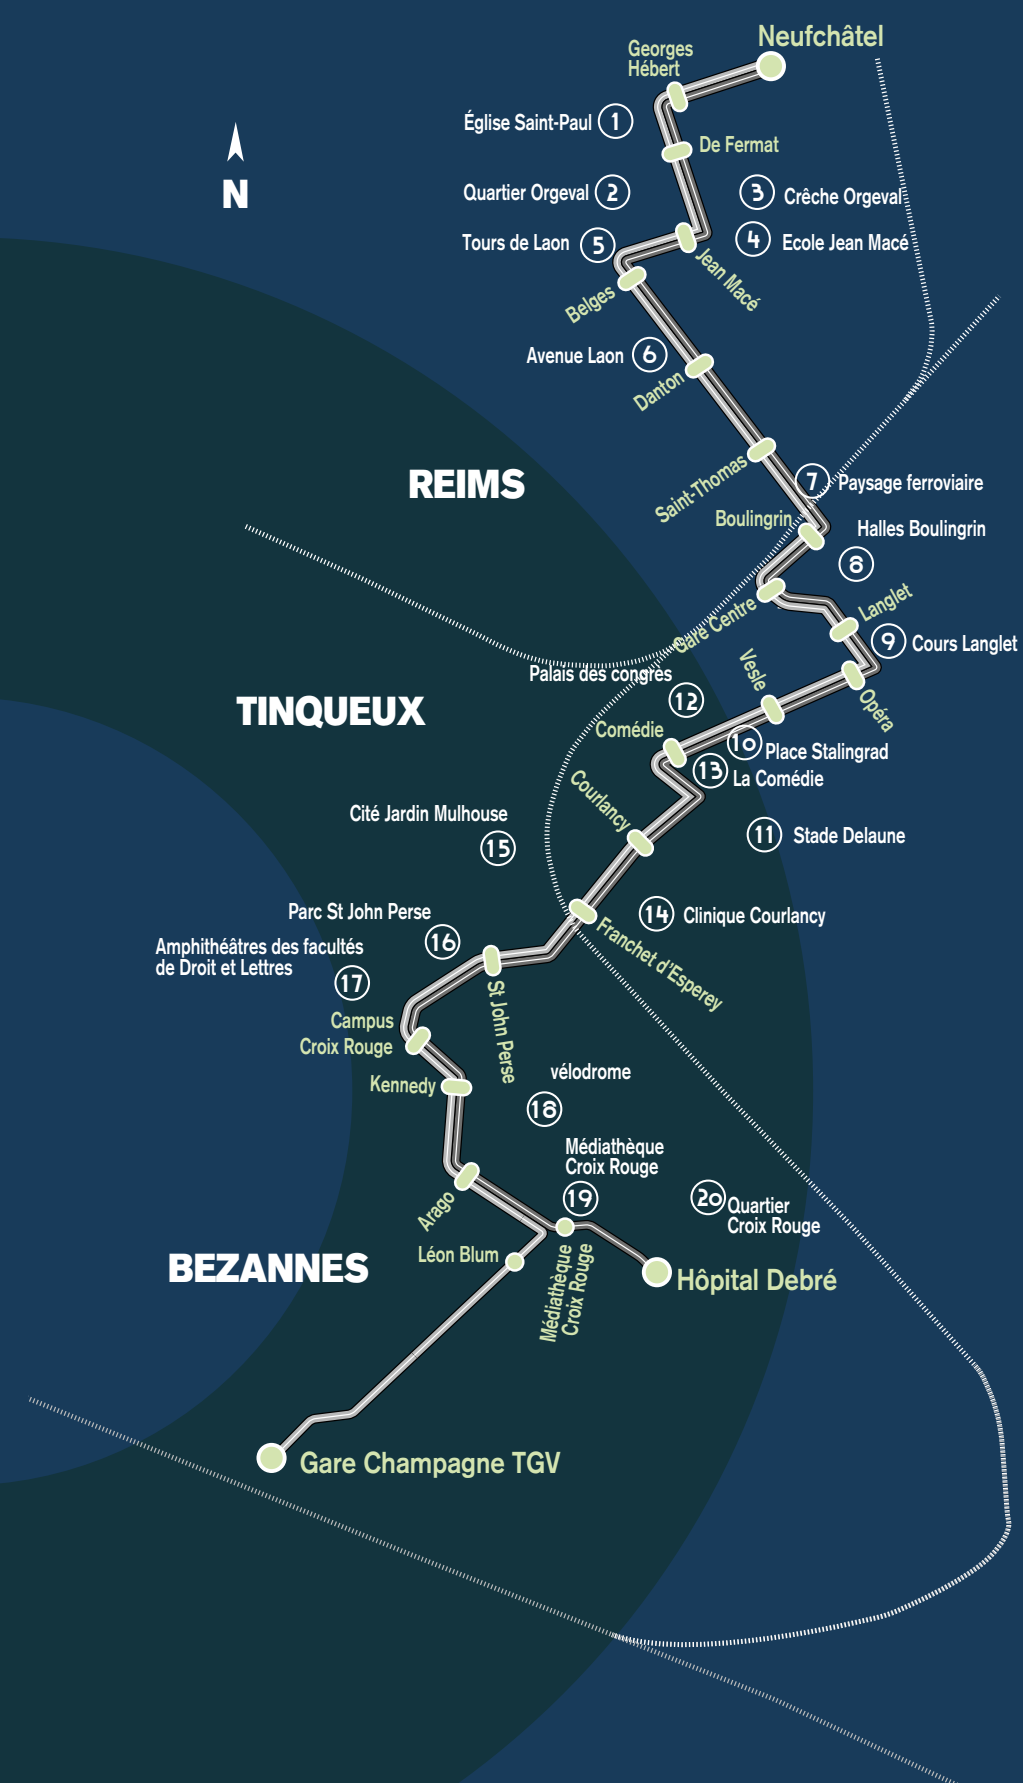 Neufchâtel
Georges
Hébert
Église Saint-Paul 1
De Fermat
N
Quartier Orgeval 2
3 Crêche Orgeval
Tours de Laon 5
4 Ecole Jean Macé
Jean Macé
Belges
Avenue Laon 6
Danton
Saint-Thomas
REIMS
7 Paysage ferroviaire
Boulingrin
Halles Boulingrin
8
Gare Centre
Langlet
9 Cours Langlet
Palais des congrès
12
Vesle
Opéra
TINQUEUX
Comédie
10 Place Stalingrad
13 La Comédie
Courlancy
Cité Jardin Mulhouse
15
11 Stade Delaune
Parc St John Perse
16
14 Clinique Courlancy
Franchet d'Esperey
Amphithéâtres des facultés
de Droit et Lettres
17
St John Perse
Campus
Croix Rouge
Kennedy
vélodrome
18
Médiathèque
Croix Rouge
19
20 Quartier
Croix Rouge
Arago
Léon Blum
BEZANNES
Médiathèque
Croix Rouge
Hôpital Debré
Gare Champagne TGV